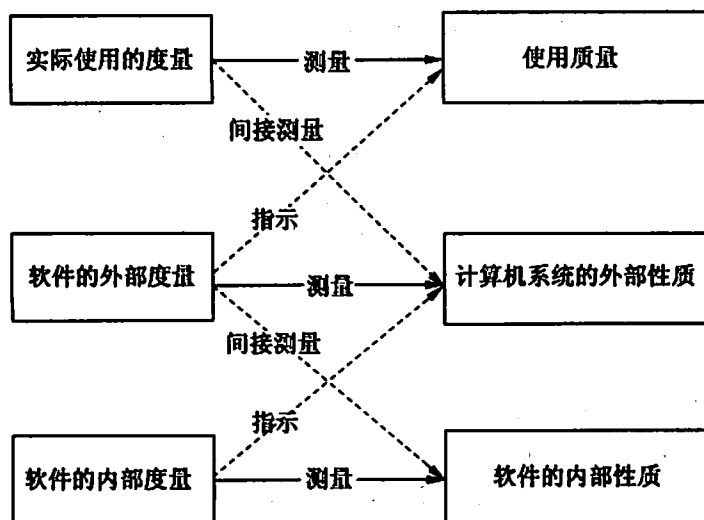 实际使用的度量
测量
使用质量
间接测量
指示
软件的外部度量
测量
计算机系统的外部性质
间接测量
指示
软件的内部度量
测量
软件的内部性质